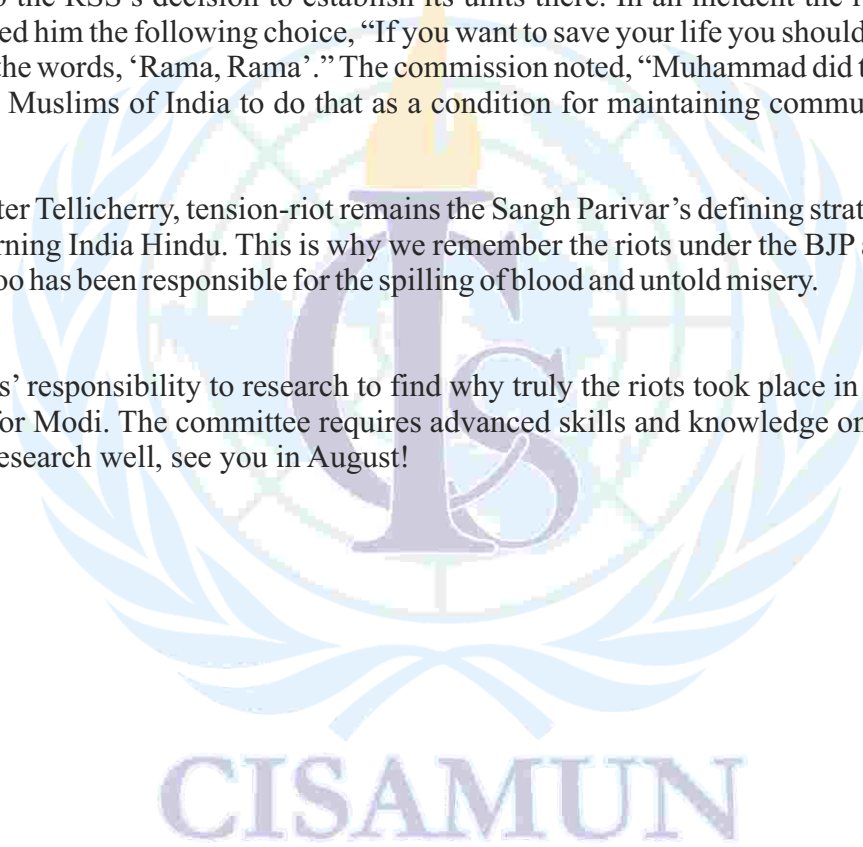 o the RSS's decision to establish its units there. In an incident the r
ed him the following choice, “If you want to save your life you should
the words, ‘Rama, Rama’.” The commission noted, “Muhammad did t
Muslims of India to do that as a condition for maintaining commu
ter Tellicherry, tension-riot remains the Sangh Parivar’s defining strat
rning India Hindu. This is why we remember the riots under the BJP a
oo has been responsible for the spilling of blood and untold misery.
s’ responsibility to research to find why truly the riots took place in
for Modi. The committee requires advanced skills and knowledge on
esearch well, see you in August!
CIS
CISAMUN